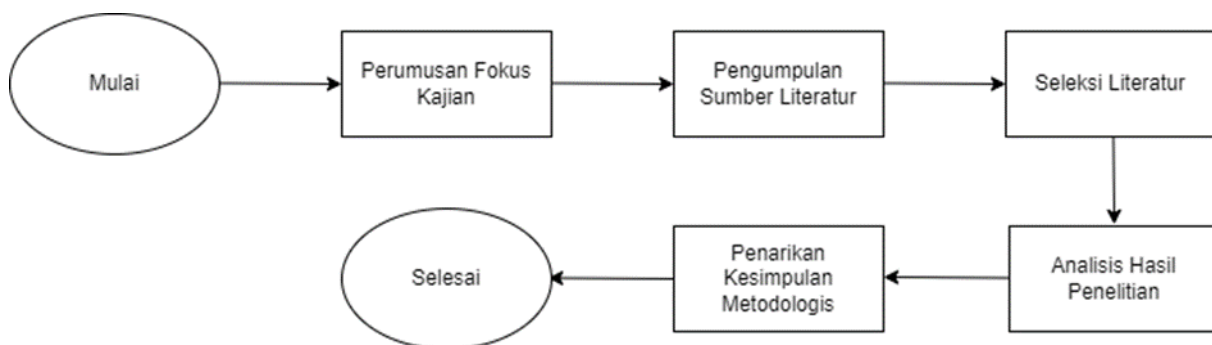 Mulai
Perumusan Fokus
Kajian
Pengumpulan
Sumber Literatur
Seleksi Literatur
Analisis Hasil
Penelitian
Penarikan
Kesimpulan
Metodologis
Selesai